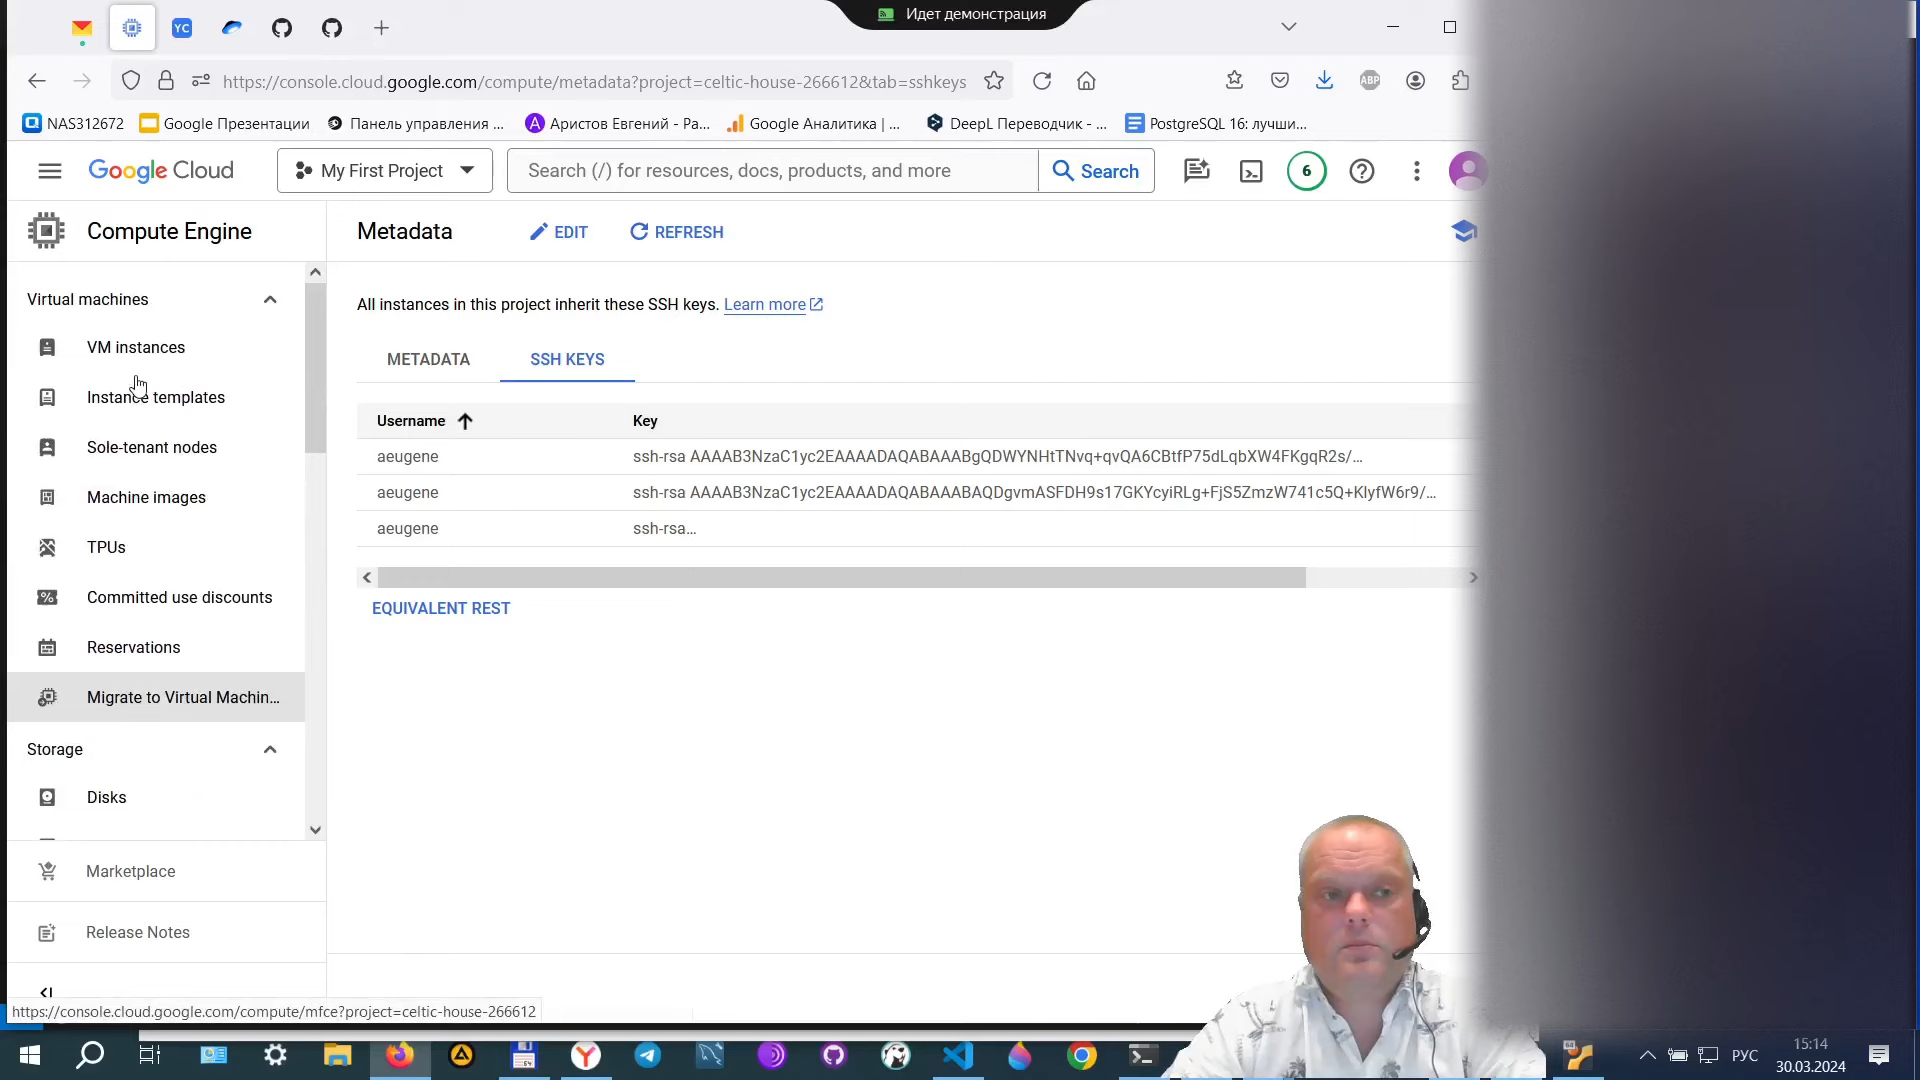 Идет демонстрация
YC
https://console.cloud.google.com/compute/metadata?project=celtic-house-266612&tab=sshkeys
ABP
NAS312672
Google Презентации
Панель управления ...
A
Аристов Евгений - Ра...
Google Аналитика | ...
DeepL Переводчик - ...
PostgreSQL 16: лучши...
Google Cloud
My First Project
Search (/) for resources, docs, products, and more
Search
6
Compute Engine
Metadata
EDIT
REFRESH
Virtual machines
VM instances
Instance templates
Sole-tenant nodes
Machine images
TPUs
Committed use discounts
Reservations
Migrate to Virtual Machin...
Storage
Disks
Marketplace
Release Notes
All instances in this project inherit these SSH keys. Learn more
METADATA
SSH KEYS
Username
Key
aeugene
ssh-rsa AAAAB3NzaC1yc2EAAAADAQABAAABgQDWYNHtTNvq+qvQA6CBtfP75dLqbXW4FKgqR2s/...
aeugene
ssh-rsa AAAAB3NzaC1yc2EAAAADAQABAAABAQDgvmASFDH9s17GKYcyiRLg+FjS5ZmzW741c5Q+KlyfW6r9/...
aeugene
ssh-rsa...
EQUIVALENT REST
https://console.cloud.google.com/compute/mfce?project=celtic-house-266612
РУС
15:14
30.03.2024